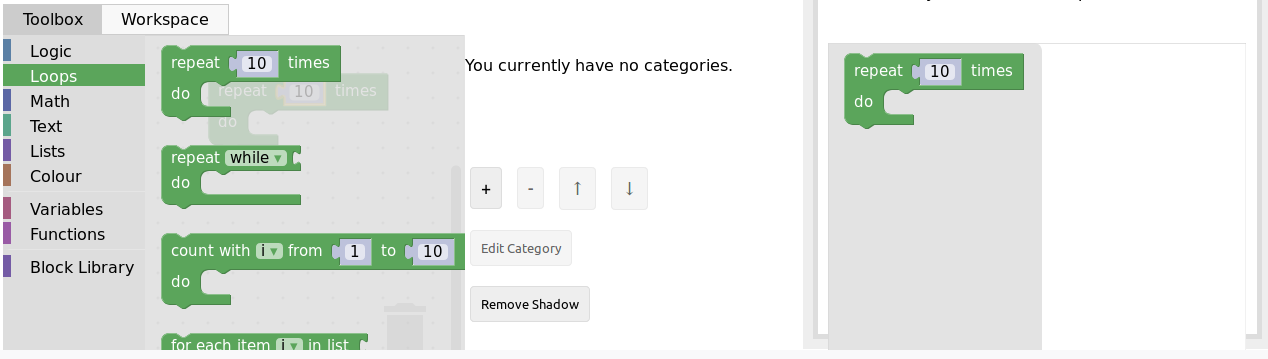 Toolbox
Workspace
Logic
Loops
Math
Text
Lists
Colour
Variables
Functions
Block Library
repeat 10 times
do
repeat 10 times
do
repeat while ▾
do
count with i ▾ from 1 to 10
do
for each item i ▾ in list
You currently have no categories.
+
-
↑
↓
Edit Category
Remove Shadow
repeat 10 times
do